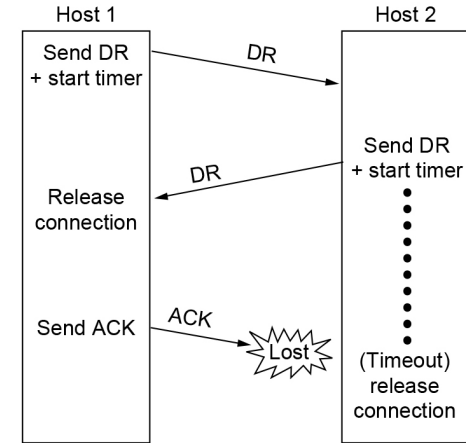 Host 1
Host 2
Send DR
+ start timer
DR
Send DR
+ start timer
DR
Release
connection
Send ACK
ACK
Lost
(Timeout)
release
connection